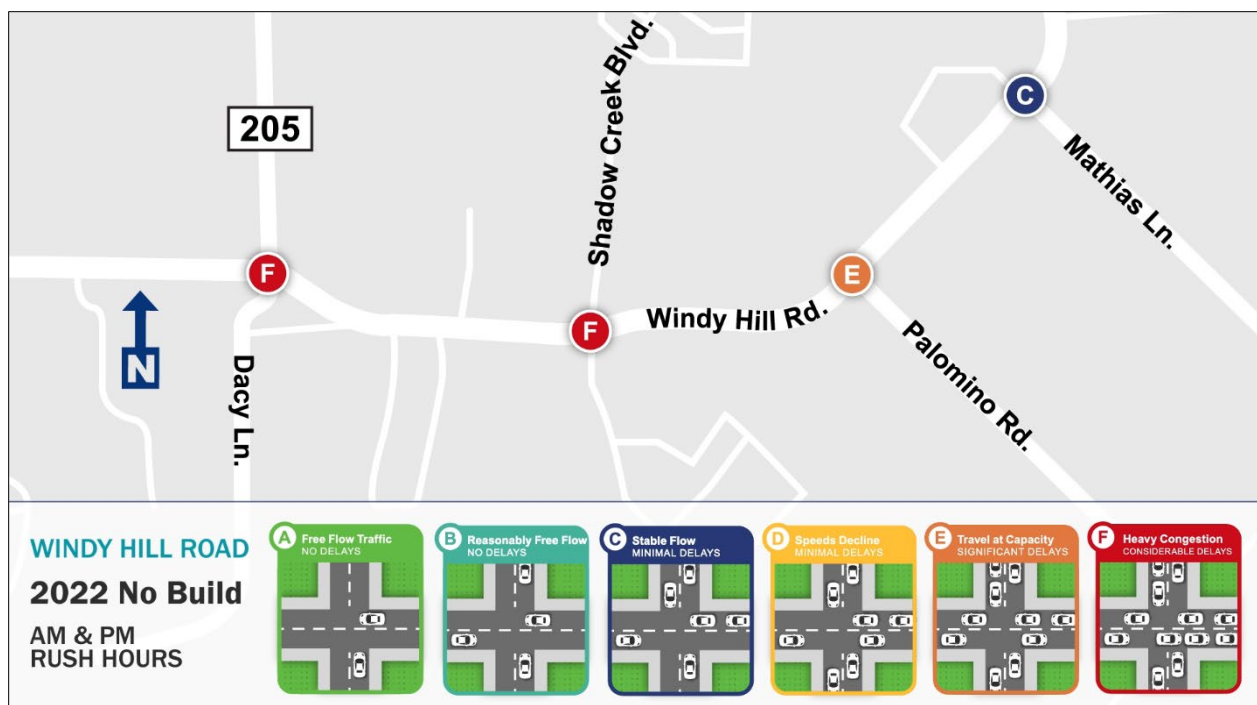 Shadow Creek Blvd.
C
205
Mathias Ln.
F
E
Windy Hill Rd.
F
N
Dacy Ln.
Palomino Rd.
WINDY HILL ROAD
2022 No Build
AM & PM
RUSH HOURS
A Free Flow Traffic
NO DELAYS
B Reasonably Free Flow
NO DELAYS
C Stable Flow
MINIMAL DELAYS
D Speeds Decline
MINIMAL DELAYS
E Travel at Capacity
SIGNIFICANT DELAYS
F Heavy Congestion
CONSIDERABLE DELAYS